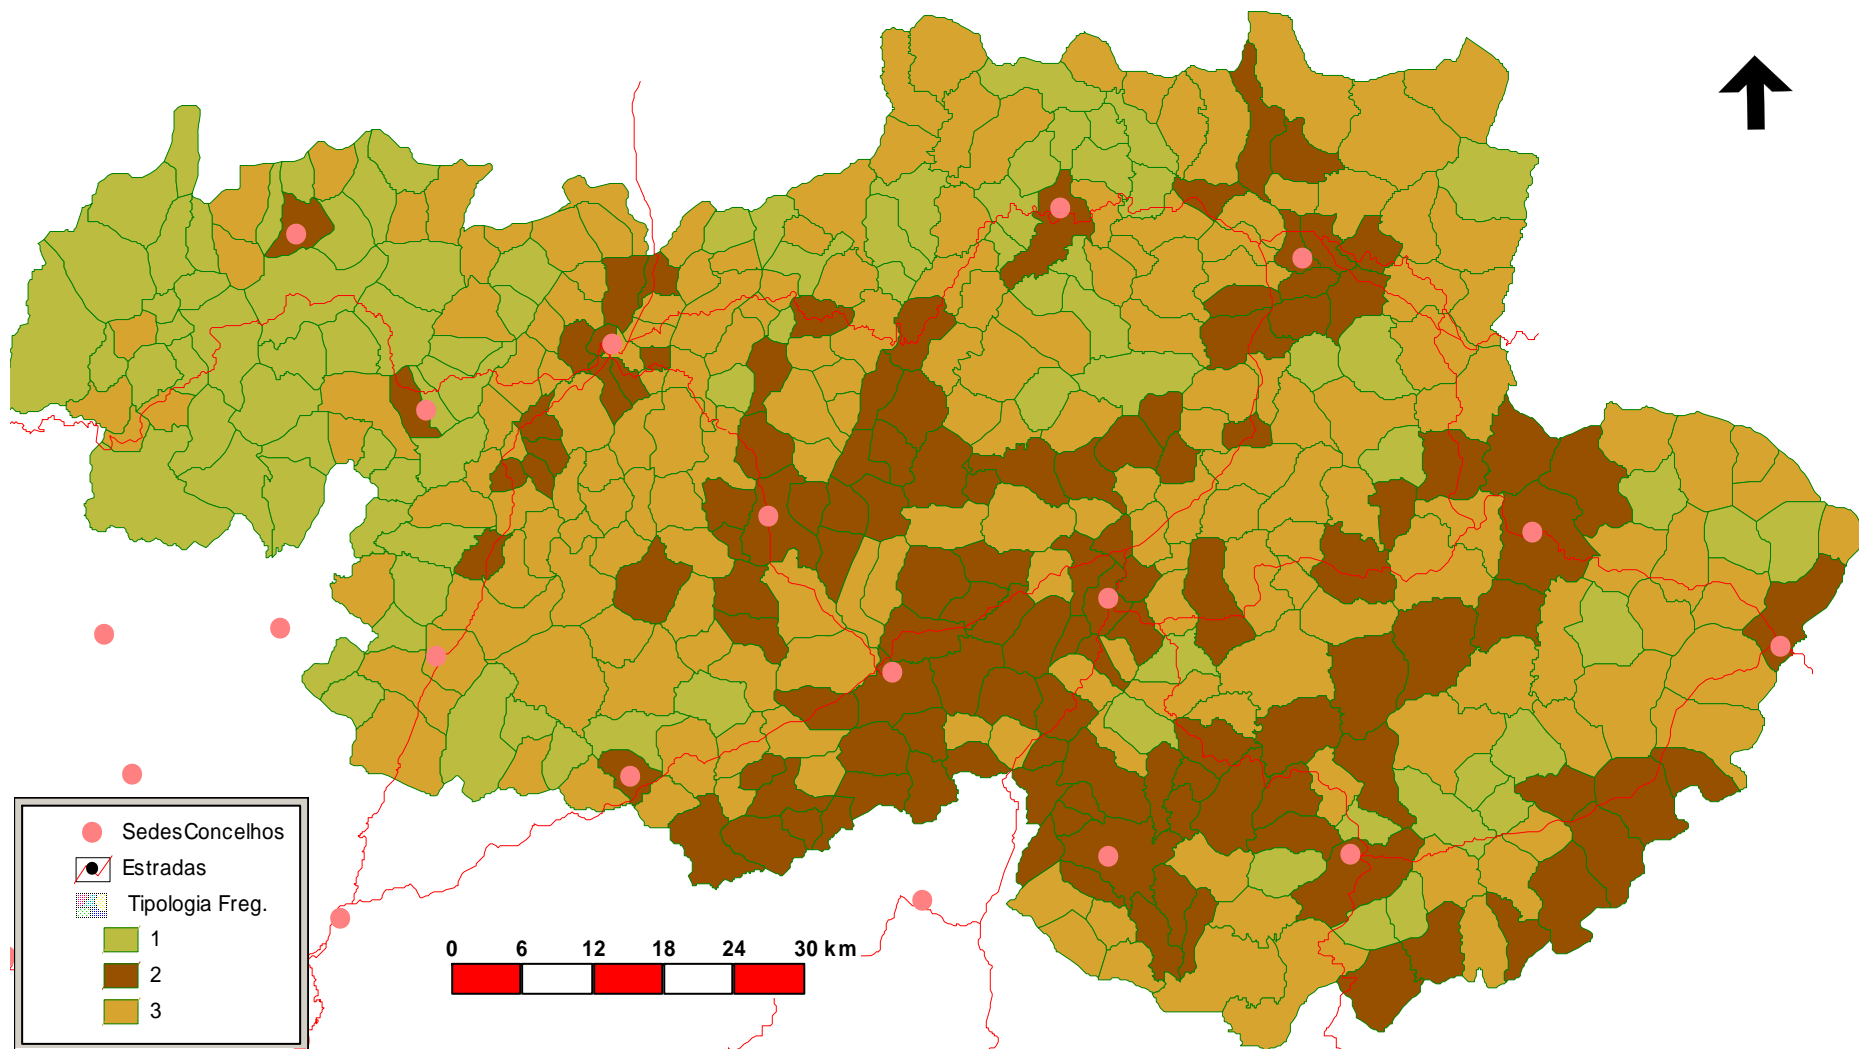 SedesConcelhos
Estradas
Tipologia Freg.
1
2
3
0 6 12 18 24 30 km